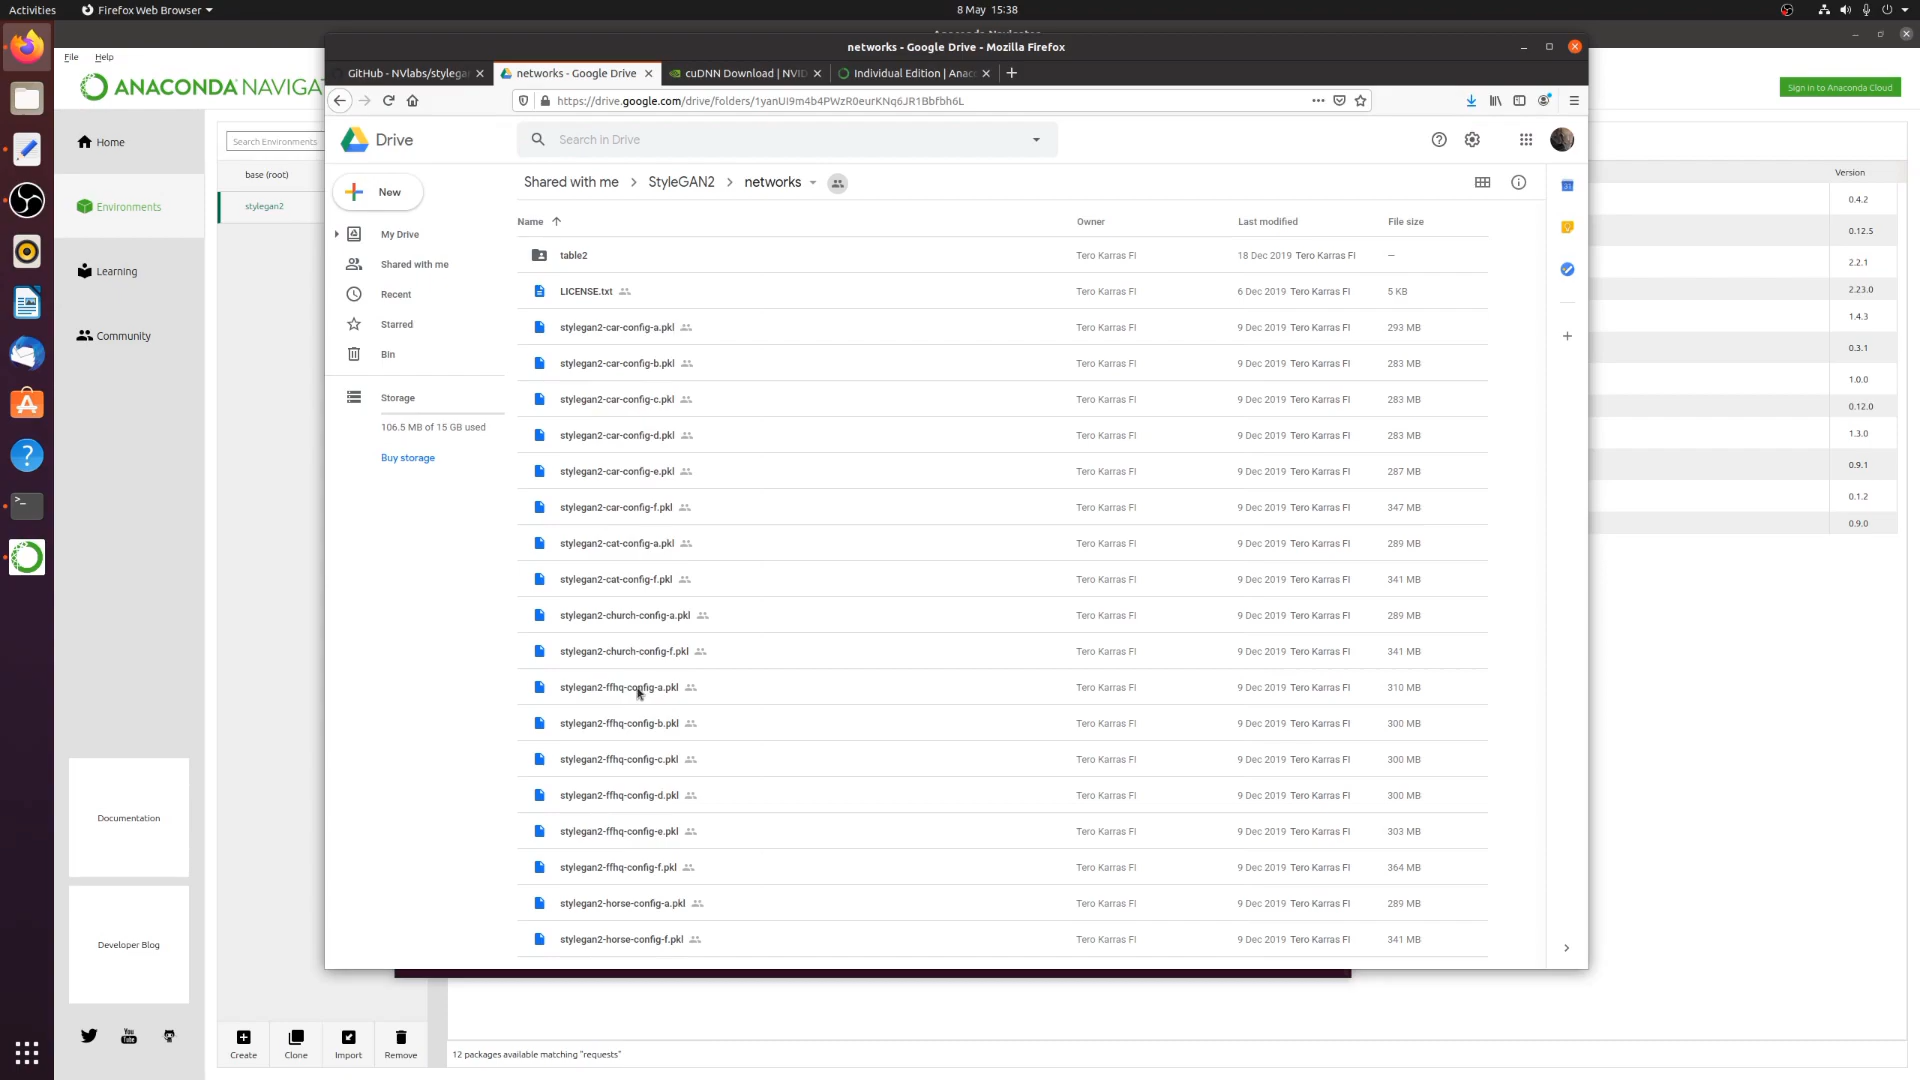 Activities
Firefox Web Browser
8 May 15:38
File
Help
ANACONDA NAVIGA
Sign in to Anaconda Cloud
Home
Environments
Learning
Community
Documentation
Developer Blog
Search Environments
base (root)
stylegan2
Create
Clone
Import
Remove
networks - Google Drive - Mozilla Firefox
GitHub - NVlabs/stylegan
networks - Google Drive
cuDNN Download | NVID
Individual Edition | Anac
https://drive.google.com/drive/folders/1yanUI9m4b4PWzR0eurKNq6JR1Bbfbh6L
Drive
Search in Drive
New
My Drive
Shared with me
Recent
Starred
Bin
Storage
106.5 MB of 15 GB used
Buy storage
Shared with me > StyleGAN2 > networks
Name Owner Last modified File size
table2 Tero Karras FI 18 Dec 2019 Tero Karras FI —
LICENSE.txt Tero Karras FI 6 Dec 2019 Tero Karras FI 5 KB
stylegan2-car-config-a.pkl Tero Karras FI 9 Dec 2019 Tero Karras FI 293 MB
stylegan2-car-config-b.pkl Tero Karras FI 9 Dec 2019 Tero Karras FI 283 MB
stylegan2-car-config-c.pkl Tero Karras FI 9 Dec 2019 Tero Karras FI 283 MB
stylegan2-car-config-d.pkl Tero Karras FI 9 Dec 2019 Tero Karras FI 283 MB
stylegan2-car-config-e.pkl Tero Karras FI 9 Dec 2019 Tero Karras FI 287 MB
stylegan2-car-config-f.pkl Tero Karras FI 9 Dec 2019 Tero Karras FI 347 MB
stylegan2-cat-config-a.pkl Tero Karras FI 9 Dec 2019 Tero Karras FI 289 MB
stylegan2-cat-config-f.pkl Tero Karras FI 9 Dec 2019 Tero Karras FI 341 MB
stylegan2-church-config-a.pkl Tero Karras FI 9 Dec 2019 Tero Karras FI 289 MB
stylegan2-church-config-f.pkl Tero Karras FI 9 Dec 2019 Tero Karras FI 341 MB
stylegan2-ffhq-config-a.pkl Tero Karras FI 9 Dec 2019 Tero Karras FI 310 MB
stylegan2-ffhq-config-b.pkl Tero Karras FI 9 Dec 2019 Tero Karras FI 300 MB
stylegan2-ffhq-config-c.pkl Tero Karras FI 9 Dec 2019 Tero Karras FI 300 MB
stylegan2-ffhq-config-d.pkl Tero Karras FI 9 Dec 2019 Tero Karras FI 300 MB
stylegan2-ffhq-config-e.pkl Tero Karras FI 9 Dec 2019 Tero Karras FI 303 MB
stylegan2-ffhq-config-f.pkl Tero Karras FI 9 Dec 2019 Tero Karras FI 364 MB
stylegan2-horse-config-a.pkl Tero Karras FI 9 Dec 2019 Tero Karras FI 289 MB
stylegan2-horse-config-f.pkl Tero Karras FI 9 Dec 2019 Tero Karras FI 341 MB
Version
0.4.2
0.12.5
2.2.1
2.23.0
1.4.3
0.3.1
1.0.0
0.12.0
1.3.0
0.9.1
0.1.2
0.9.0
12 packages available matching "requests"